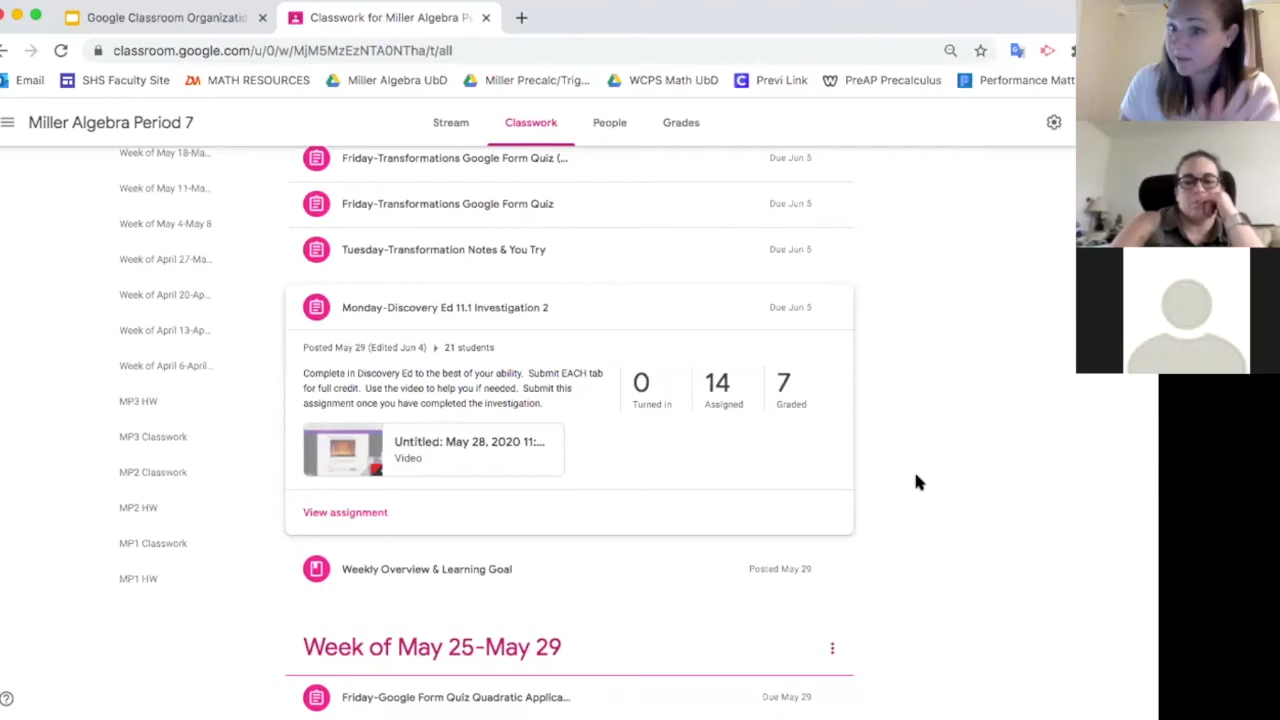 Google Classroom Organizatio
Classwork for Miller Algebra Pe
classroom.google.com/u/0/w/MjM5MzEzNTA0NTha/t/all
Email
SHS Faculty Site
MATH RESOURCES
Miller Algebra UbD
Miller Precalc/Trig...
WCPS Math UbD
Previ Link
PreAP Precalculus
Performance Matt
Miller Algebra Period 7
Stream
Classwork
People
Grades
Week of May 18-Ma...
Week of May 11-Ma...
Week of May 4-May 8
Week of April 27-Ma...
Week of April 20-Ap...
Week of April 13-Ap...
Week of April 6-April...
MP3 HW
MP3 Classwork
MP2 Classwork
MP2 HW
MP1 Classwork
MP1 HW
Friday-Transformations Google Form Quiz (...
Due Jun 5
Friday-Transformations Google Form Quiz
Due Jun 5
Tuesday-Transformation Notes & You Try
Due Jun 5
Monday-Discovery Ed 11.1 Investigation 2
Due Jun 5
Posted May 29 (Edited Jun 4)
21 students
Complete in Discovery Ed to the best of your ability. Submit EACH tab
for full credit. Use the video to help you if needed. Submit this
assignment once you have completed the investigation.
0
Turned in
14
Assigned
7
Graded
Untitled: May 28, 2020 11:...
Video
View assignment
Weekly Overview & Learning Goal
Posted May 29
Week of May 25-May 29
Friday-Google Form Quiz Quadratic Applica...
Due May 29